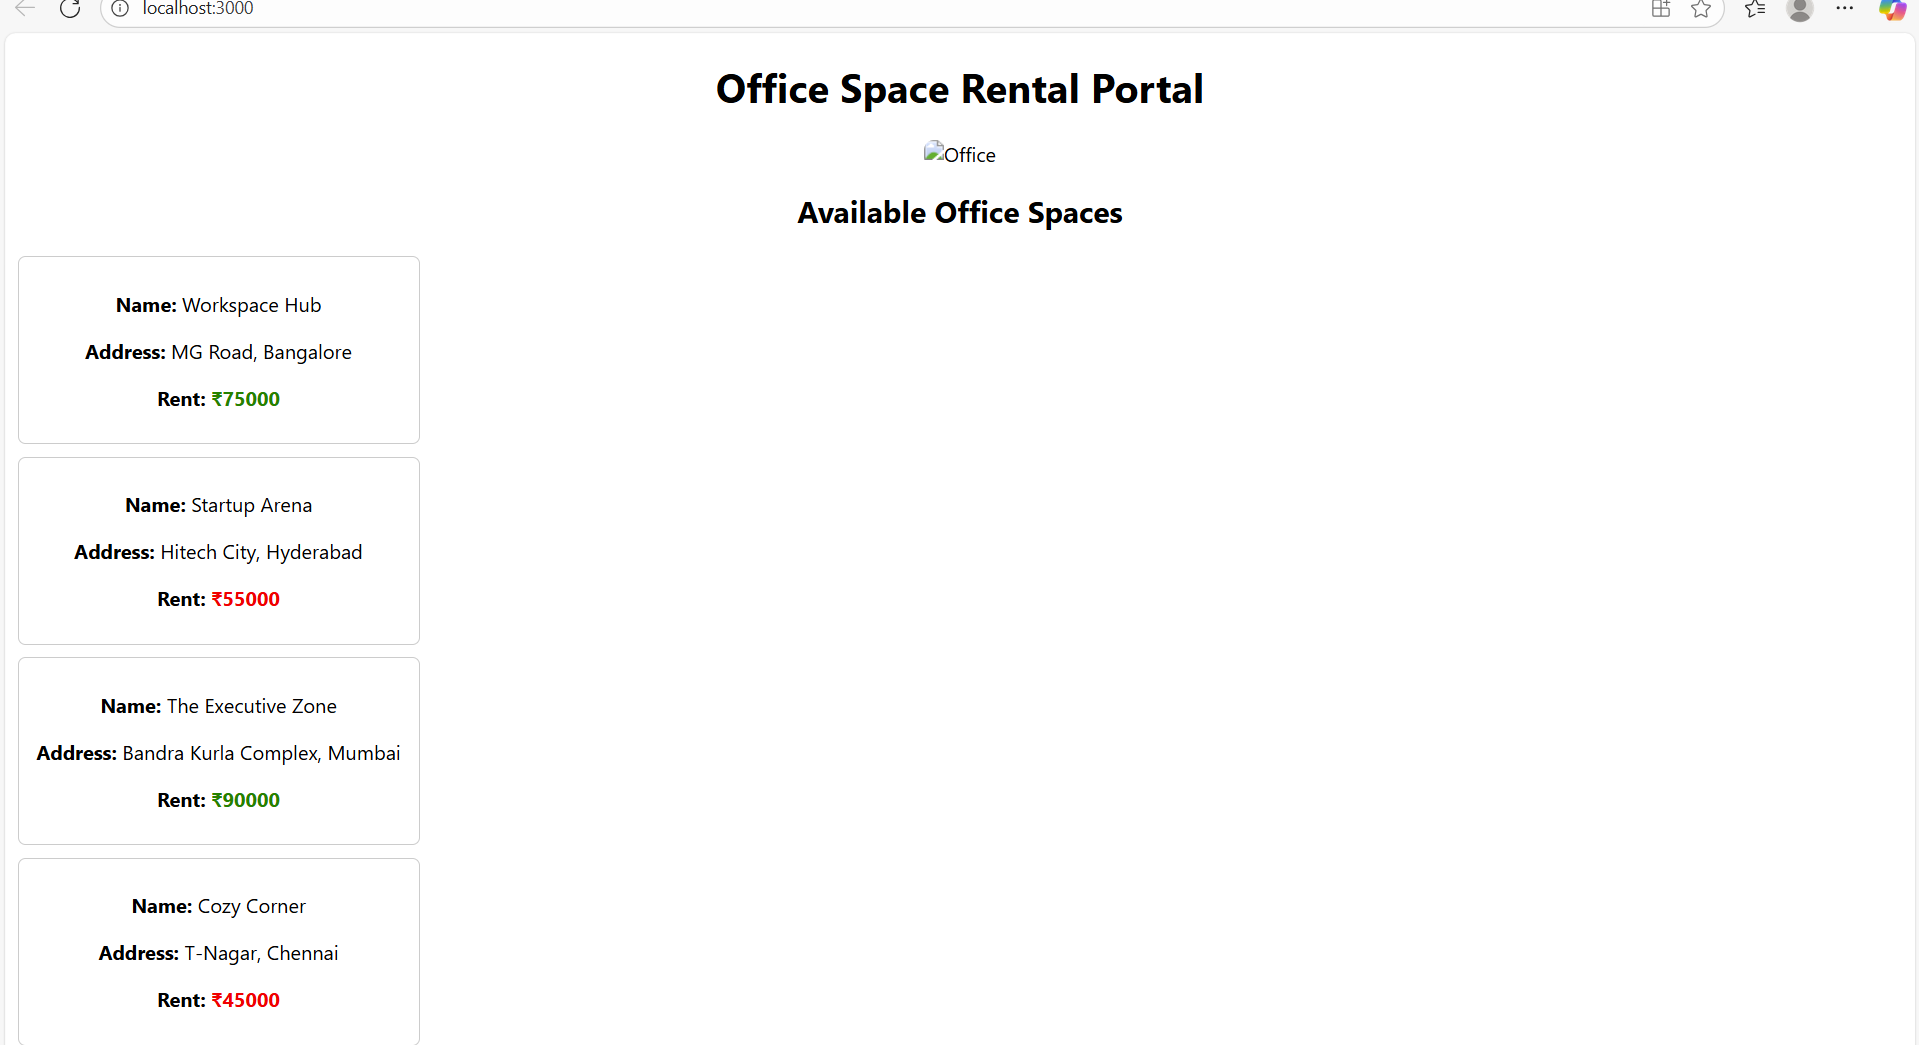 localhost:3000
Office Space Rental Portal
Office
Available Office Spaces
Name: Workspace Hub
Address: MG Road, Bangalore
Rent: ₹75000
Name: Startup Arena
Address: Hitech City, Hyderabad
Rent: ₹55000
Name: The Executive Zone
Address: Bandra Kurla Complex, Mumbai
Rent: ₹90000
Name: Cozy Corner
Address: T-Nagar, Chennai
Rent: ₹45000